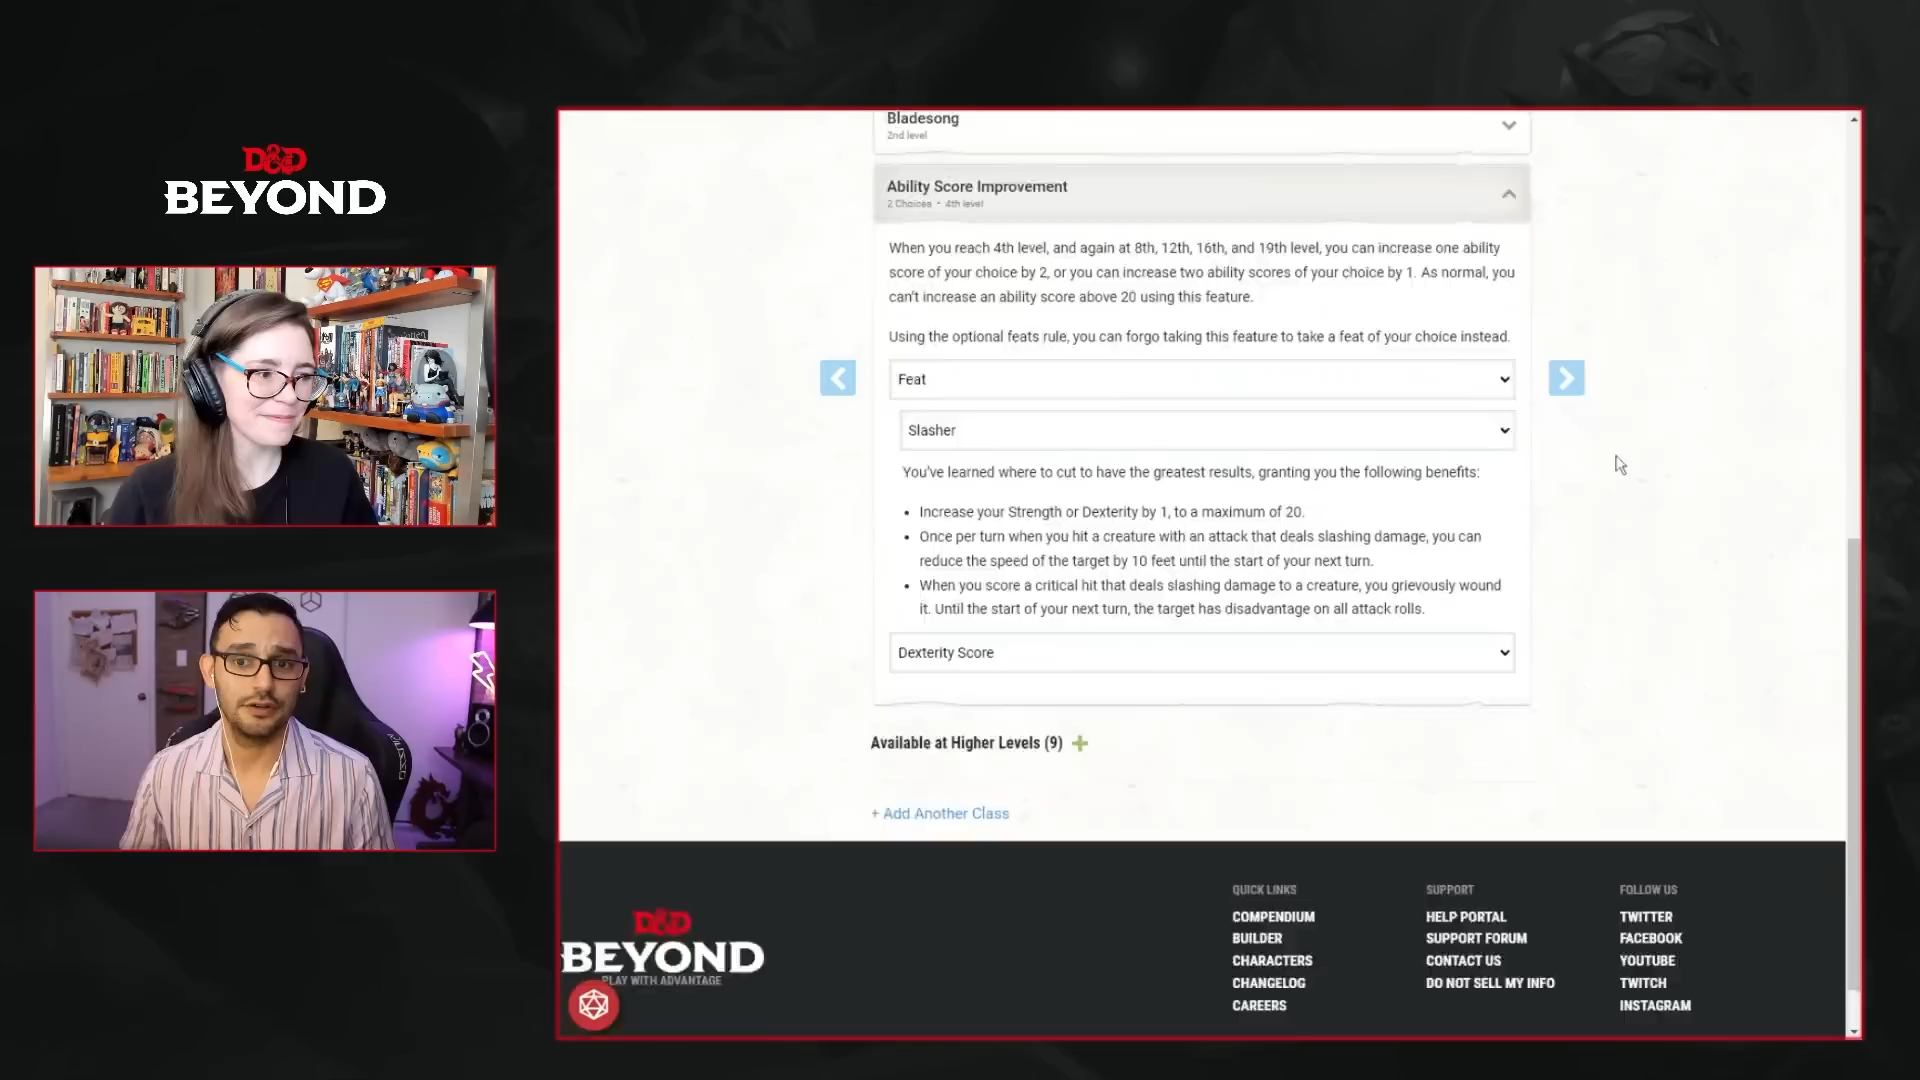 D&D
BEYOND
Bladesong
2nd level
Ability Score Improvement
2 Choices • 4th level
When you reach 4th level, and again at 8th, 12th, 16th, and 19th level, you can increase one ability
score of your choice by 2, or you can increase two ability scores of your choice by 1. As normal, you
can't increase an ability score above 20 using this feature.
Using the optional feats rule, you can forgo taking this feature to take a feat of your choice instead.
Feat
Slasher
You've learned where to cut to have the greatest results, granting you the following benefits:
• Increase your Strength or Dexterity by 1, to a maximum of 20.
• Once per turn when you hit a creature with an attack that deals slashing damage, you can
reduce the speed of the target by 10 feet until the start of your next turn.
• When you score a critical hit that deals slashing damage to a creature, you grievously wound
it. Until the start of your next turn, the target has disadvantage on all attack rolls.
Dexterity Score
Available at Higher Levels (9)
+ Add Another Class
D&D
BEYOND
PLAY WITH ADVANTAGE
QUICK LINKS
COMPENDIUM
BUILDER
CHARACTERS
CHANGELOG
CAREERS
SUPPORT
HELP PORTAL
SUPPORT FORUM
CONTACT US
DO NOT SELL MY INFO
FOLLOW US
TWITTER
FACEBOOK
YOUTUBE
TWITCH
INSTAGRAM